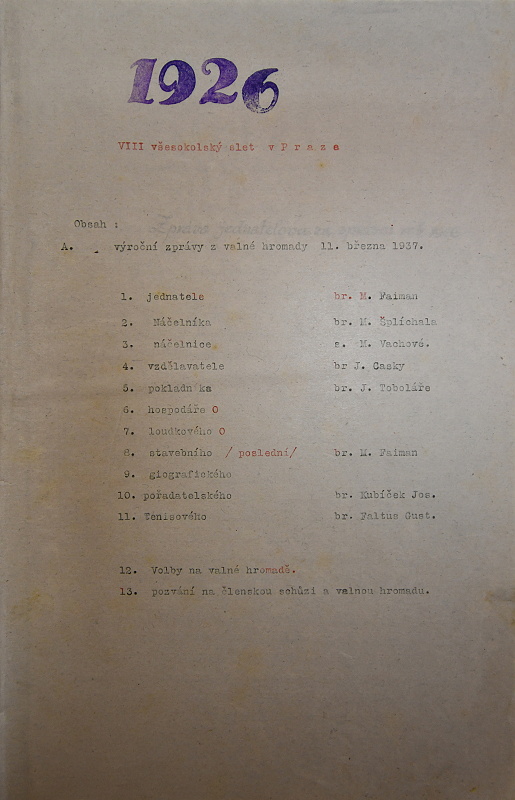 1926
VIII všesokolský slet v P r a z e
Obsah :
A. výroční zprávy z valné hromady 11. března 1937.
1. jednatele br. M. Faiman
2. Náčelníka br. M. Šplíchala
3. náčelnice s. M. Vachové.
4. vzdělavatele br J. Casky
5. pokladníka br. J. Toboláře
6. hospodáře O
7. loudkového O
8. stavebního / poslední/ br. M. Faiman
9. giografického
10. pořadatelského br. Kubíček Jos.
11. Tenisového br. Faltus Gust.
12. Volby na valné hromadě.
13. pozvání na členskou schůzi a valnou hromadu.